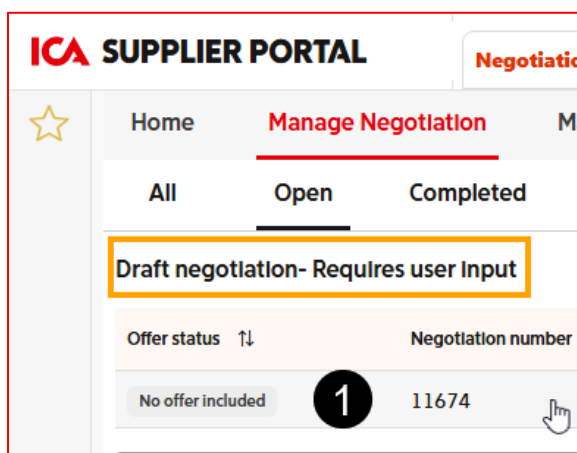 ICA SUPPLIER PORTAL
Negotiatio
Home Manage Negotiation M
All Open Completed
Draft negotiation- Requires user input
Offer status Negotiation number
No offer included 1 11674